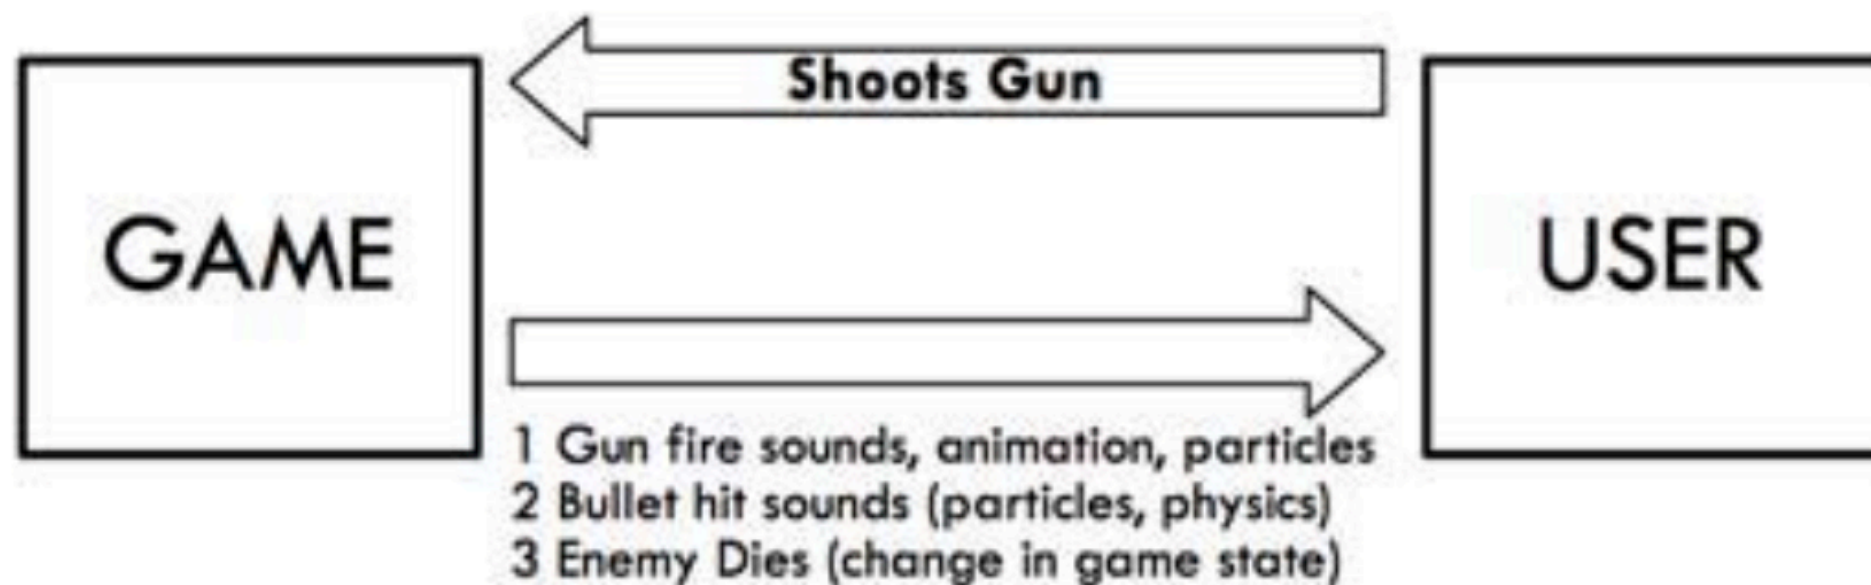 Shoots Gun
GAME
USER
1 Gun fire sounds, animation, particles
2 Bullet hit sounds (particles, physics)
3 Enemy Dies (change in game state)